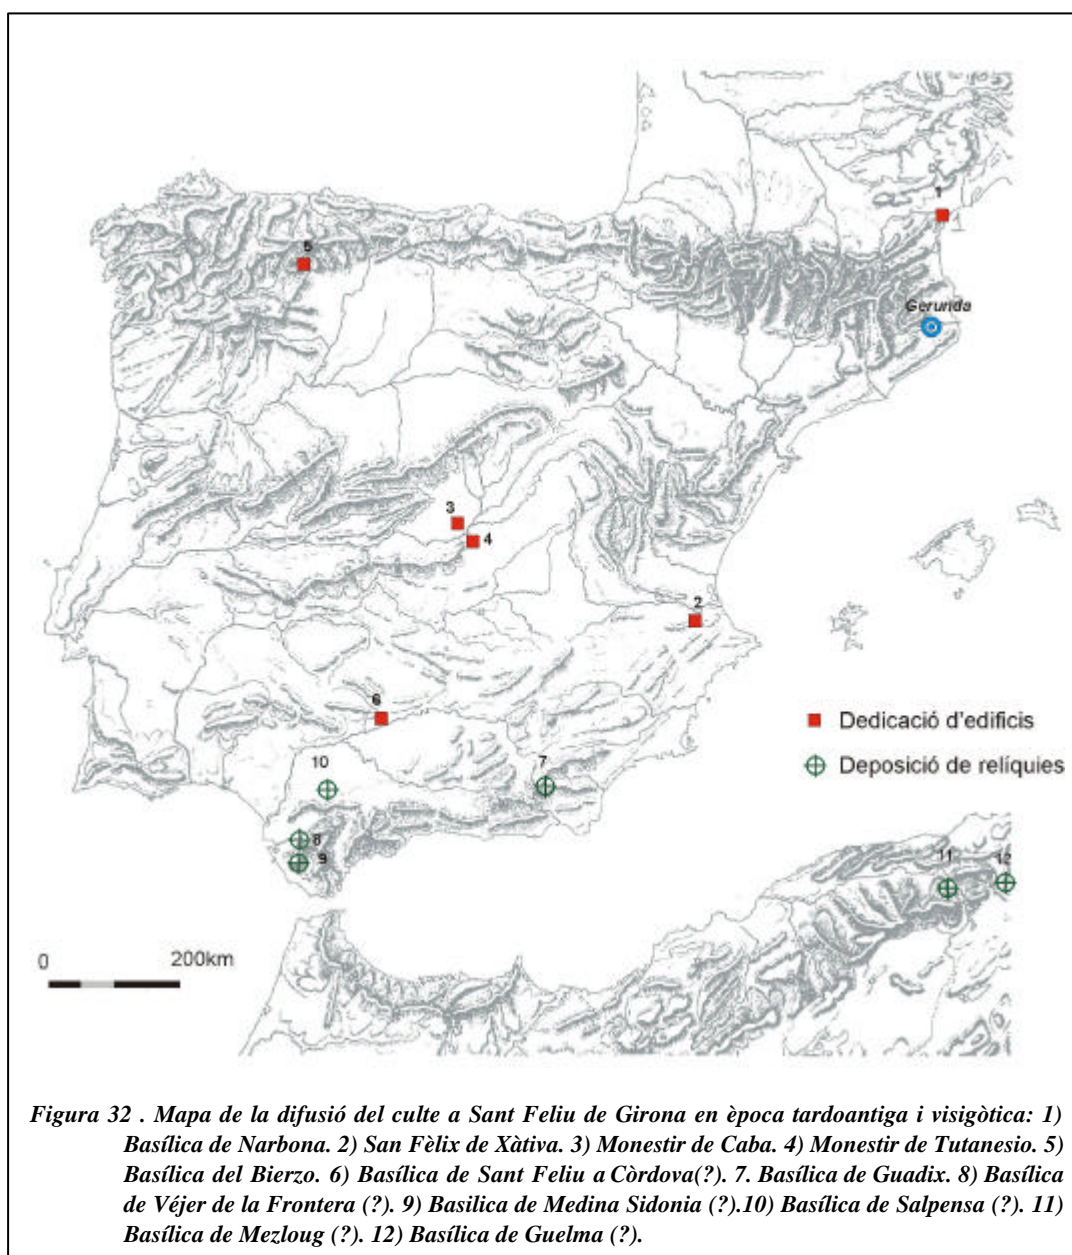 1
5
Gerunda
3
4
2
6
Dedicació d'edificis
10
7
Deposició de relíquies
8
9
11
12
0
200km
Figura 32 . Mapa de la difusió del culte a Sant Feliu de Girona en època tardoantiga i visigòtica: 1)
Basílica de Narbona. 2) San Fèlix de Xàtiva. 3) Monestir de Caba. 4) Monestir de Tutanesio. 5)
Basílica del Bierzo. 6) Basílica de Sant Feliu a Còrdova(?). 7. Basílica de Guadix. 8) Basílica
de Véjer de la Frontera (?). 9) Basilica de Medina Sidonia (?).10) Basílica de Salpensa (?). 11)
Basílica de Mezloug (?). 12) Basílica de Guelma (?).